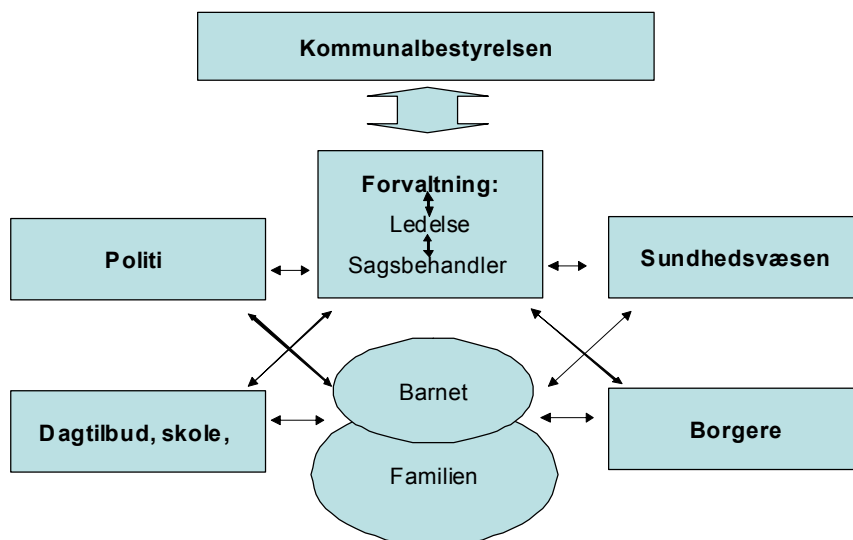 Kommunalbestyrelsen
Forvaltning:
Ledelse
Sagsbehandler
Politi
Sundhedsvæsen
Barnet
Dagtilbud, skole,
Borgere
Familien